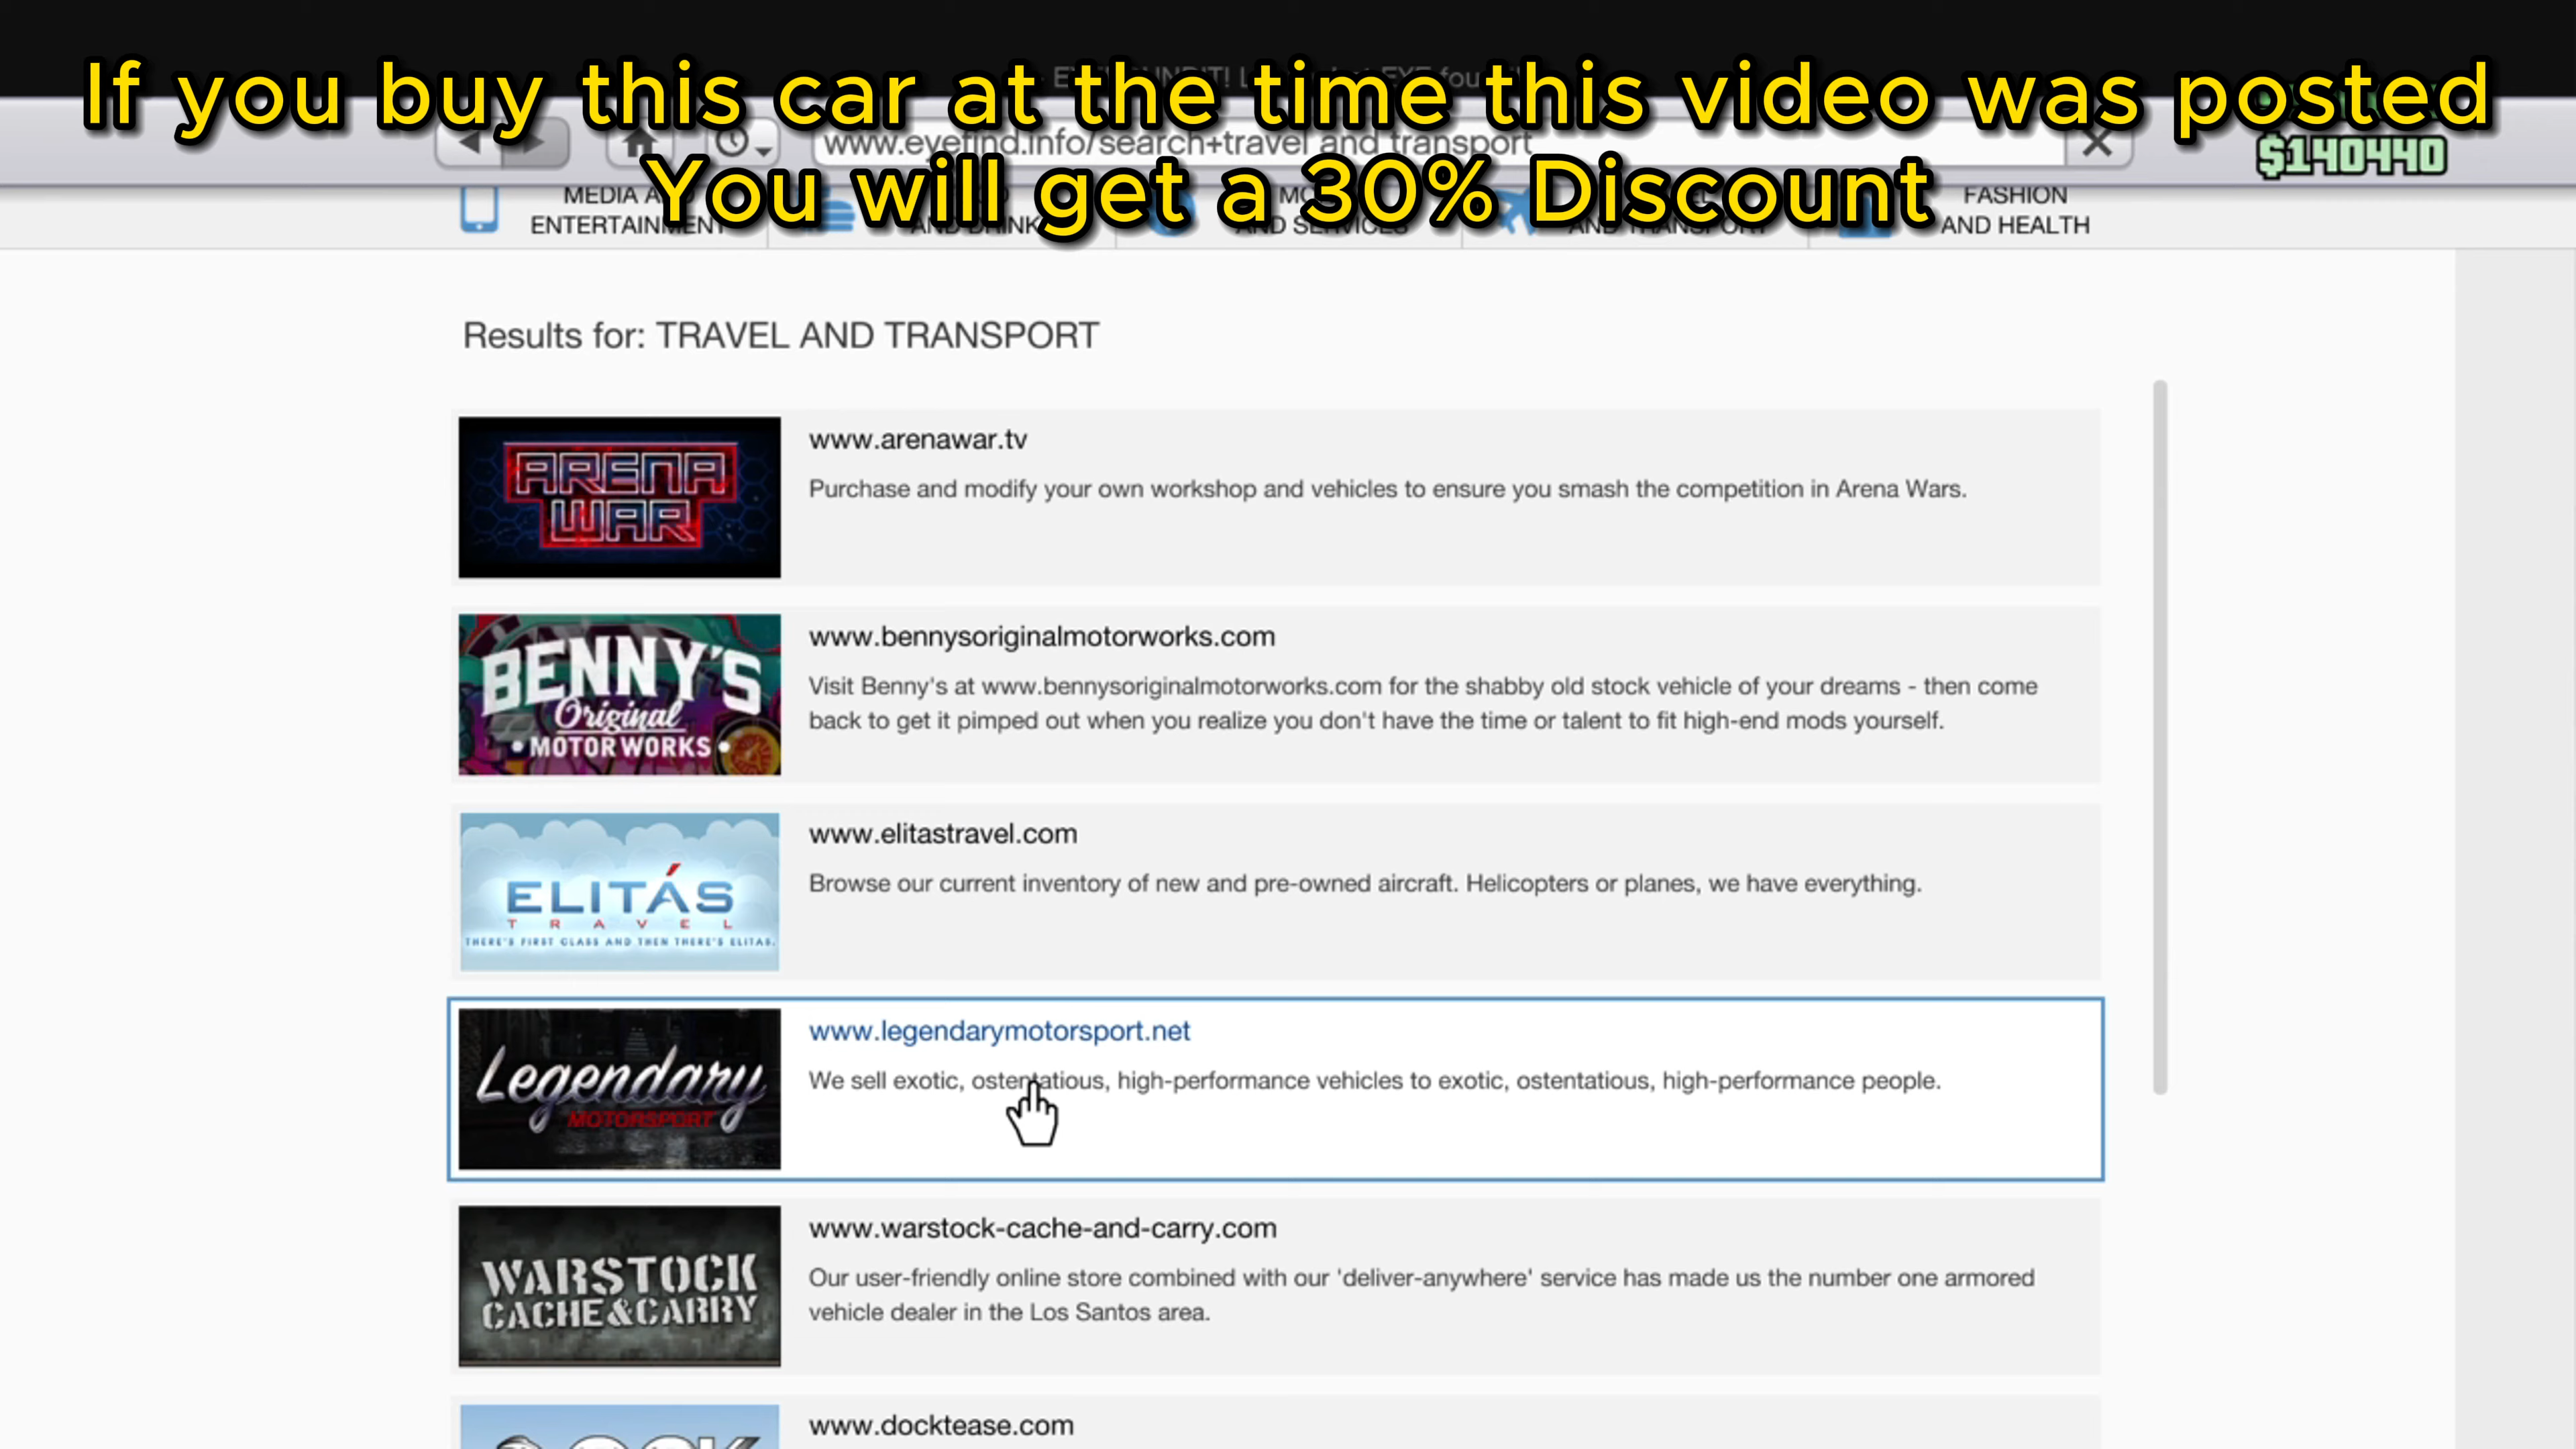 If you buy this car at the time this video was posted
You will get a 30% Discount
www.eyefind.info/search+travel and transport
$140440
MEDIA AND
ENTERTAINMENT
AND DRINK
AND SERVICES
AND TRANSPORT
FASHION
AND HEALTH
Results for: TRAVEL AND TRANSPORT
ARENA
WAR
www.arenawar.tv
Purchase and modify your own workshop and vehicles to ensure you smash the competition in Arena Wars.
BENNY'S
Original
• MOTOR WORKS •
www.bennysoriginalmotorworks.com
Visit Benny's at www.bennysoriginalmotorworks.com for the shabby old stock vehicle of your dreams - then come
back to get it pimped out when you realize you don't have the time or talent to fit high-end mods yourself.
ELITÁS
TRAVEL
THERE'S FIRST CLASS AND THEN THERE'S ELITAS.
www.elitastravel.com
Browse our current inventory of new and pre-owned aircraft. Helicopters or planes, we have everything.
Legendary
MOTORSPORT
www.legendarymotorsport.net
We sell exotic, ostentatious, high-performance vehicles to exotic, ostentatious, high-performance people.
WARSTOCK
CACHE&CARRY
www.warstock-cache-and-carry.com
Our user-friendly online store combined with our 'deliver-anywhere' service has made us the number one armored
vehicle dealer in the Los Santos area.
www.docktease.com